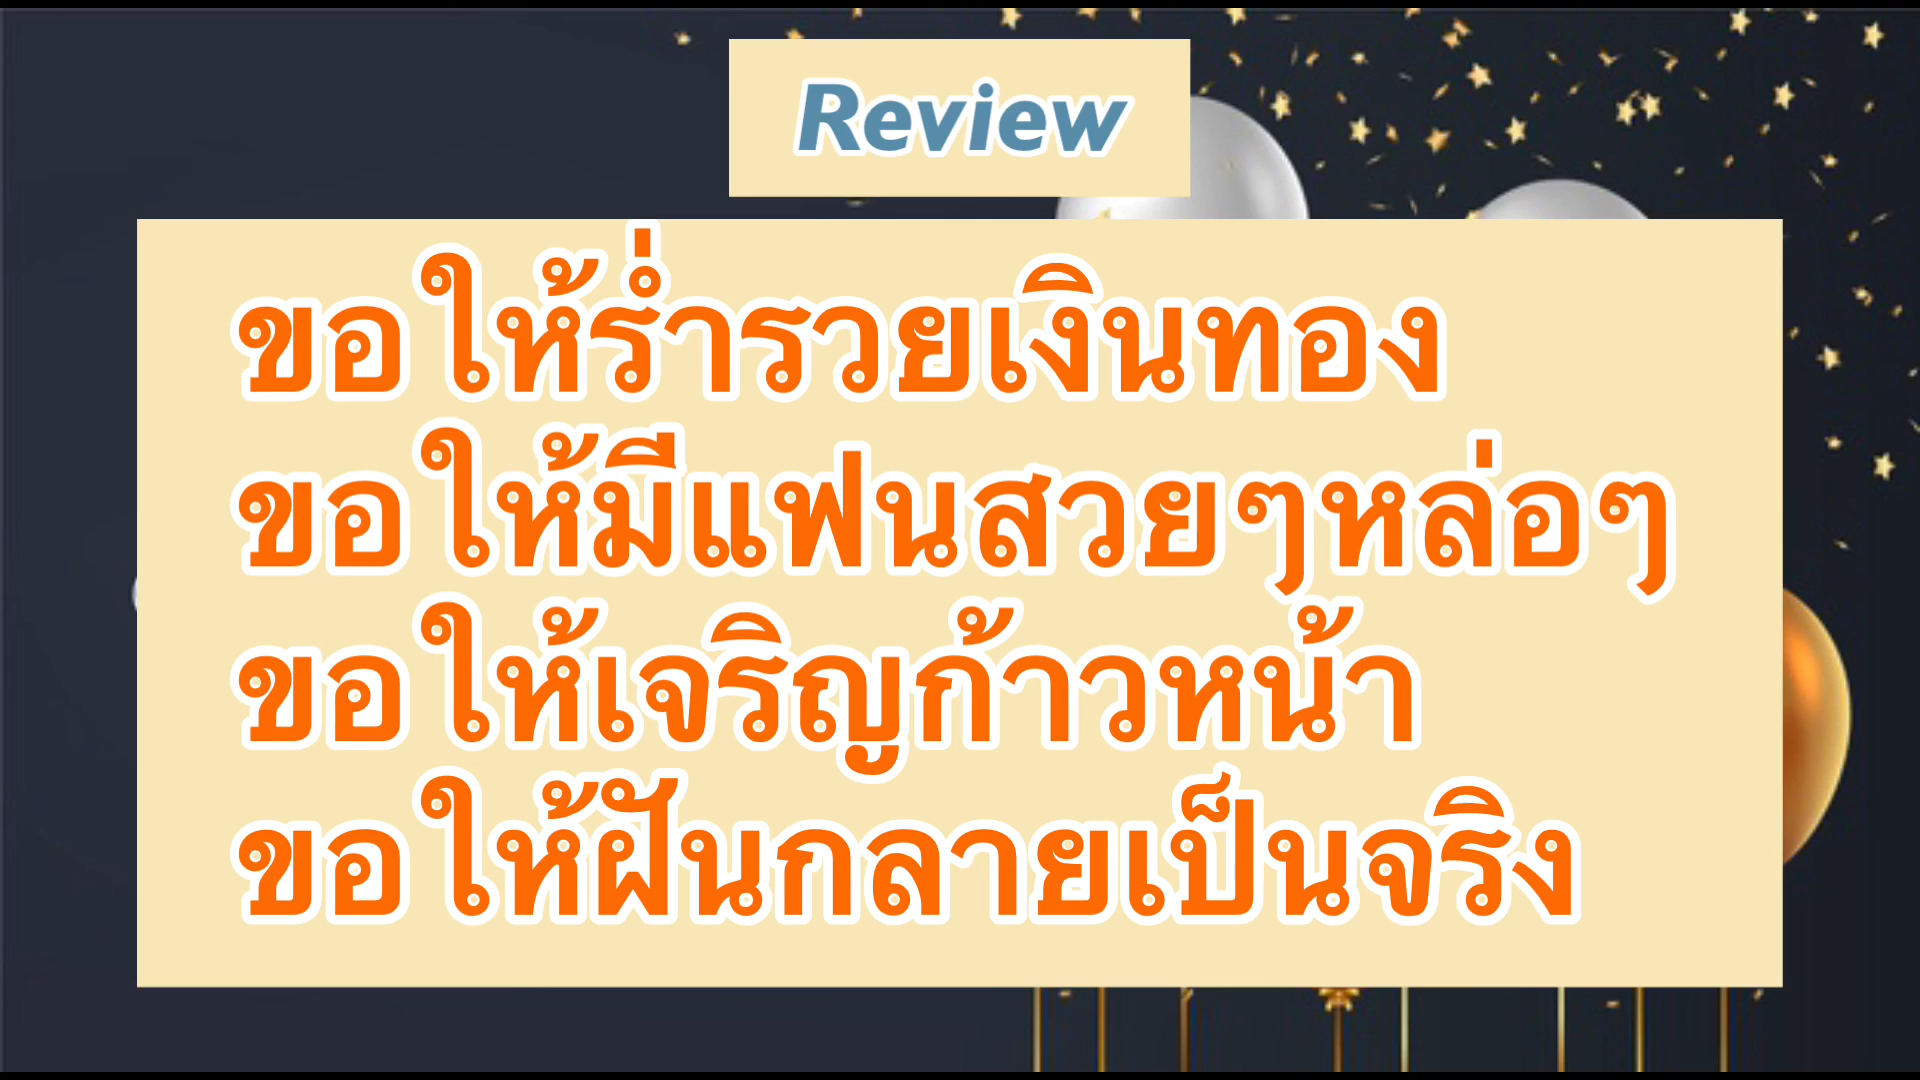 Review
ขอให้ร่ำรวยเงินทอง
ขอให้มีแฟนสวยๆหล่อๆ
ขอให้เจริญก้าวหน้า
ขอให้ฝันกลายเป็นจริง